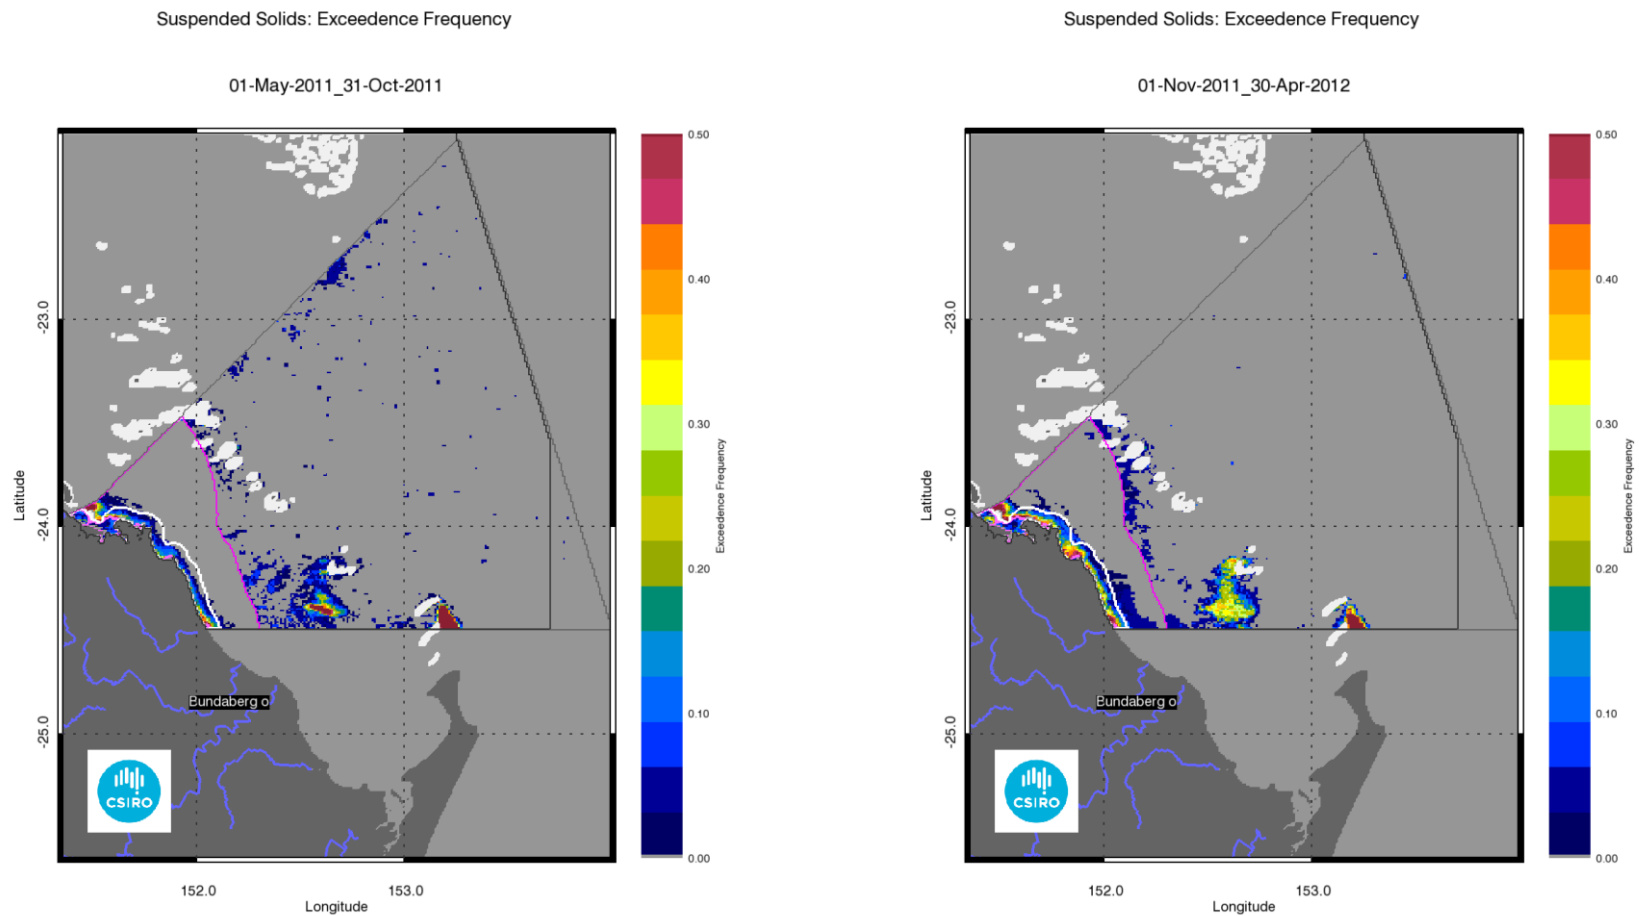 Suspended Solids: Exceedence Frequency
01-May-2011_31-Oct-2011
0.50
0.40
0.30
0.20
0.10
0.00
Exceedence Frequency
-23.0
-24.0
-25.0
Latitude
Bundaberg o
CSIRO
152.0
153.0
Longitude
Suspended Solids: Exceedence Frequency
01-Nov-2011_30-Apr-2012
0.50
0.40
0.30
0.20
0.10
0.00
Exceedence Frequency
-23.0
-24.0
-25.0
Latitude
Bundaberg o
CSIRO
152.0
153.0
Longitude